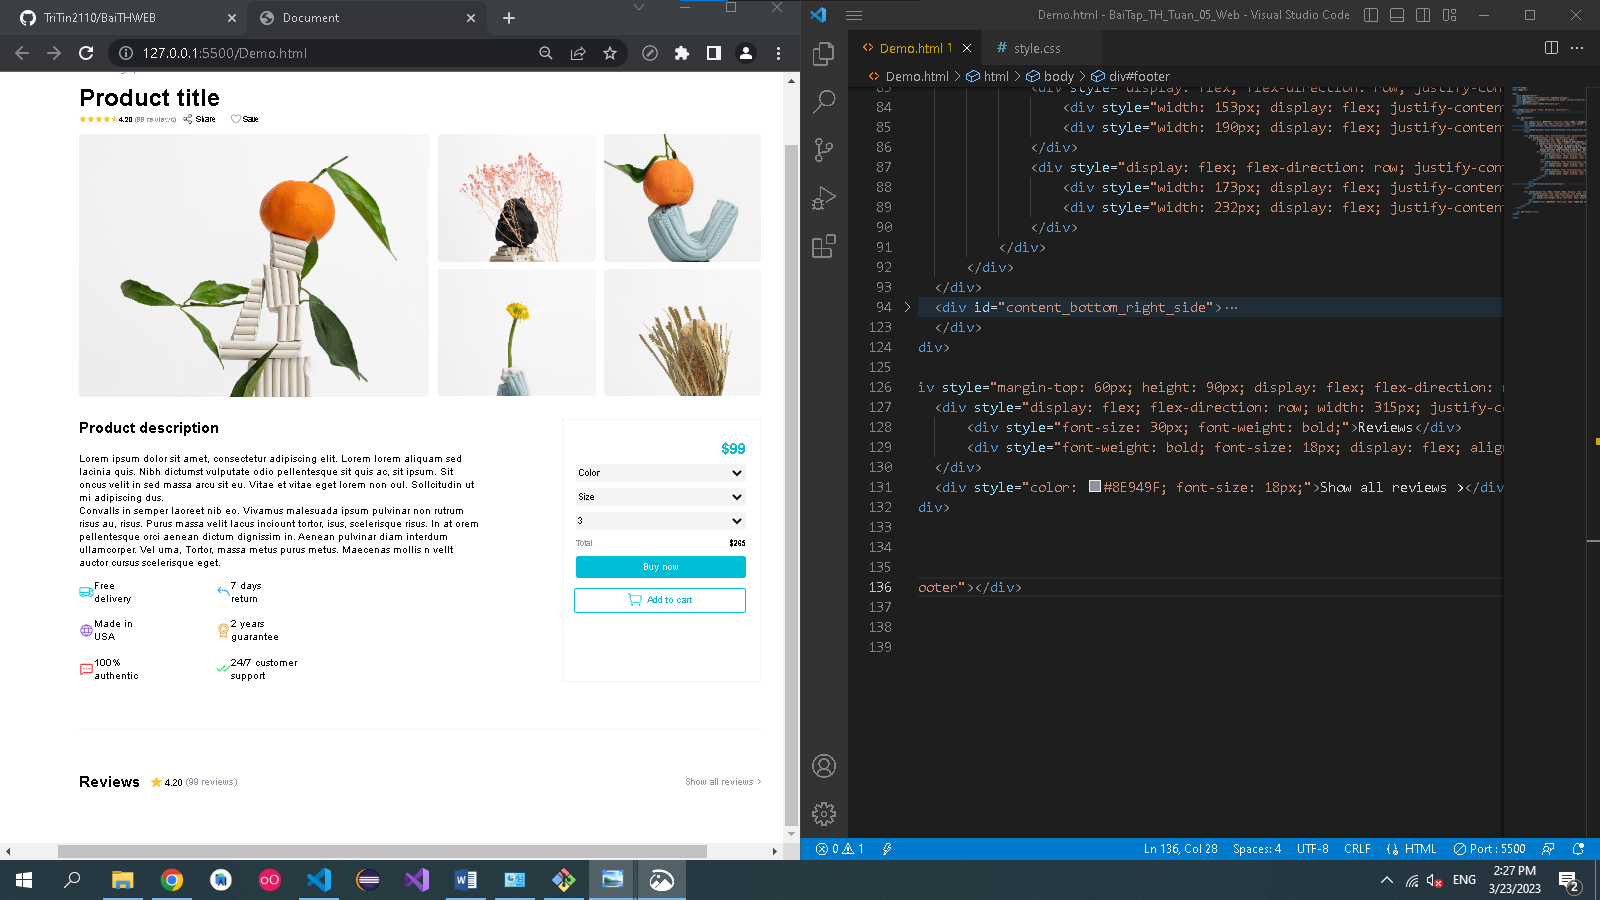 TriTin2110/BaiTHWEB
Document
127.0.0.1:5500/Demo.html
Product title
4.20 (99 reviews) Share Save
Product description
Lorem ipsum dolor sit amet, consectetur adipiscing elit. Lorem lorem aliquam sed
lacinia quis. Nibh dictumst vulputate odio pellentesque sit quis ac, sit ipsum. Sit
oncus velit in sed massa arcu sit eu. Vitae et vitae eget lorem non oul. Sollcitudin ut
mi adipiscing dus.
Convalls in semper laoreet nib eo. Vivamus malesuada ipsum pulvinar non rutrum
risus au, risus. Purus massa velit lacus inciount tortor, isus, scelerisque risus. In at orem
pellentesque orci aenean dictum dignissim in. Aenean pulvinar diam interdum
ullamcorper. Vel uma, Tortor, massa metus purus metus. Maecenas mollis n vellt
auctor cursus scelerisque eget.
Free
delivery
7 days
return
Made in
USA
2 years
guarantee
100%
authentic
24/7 customer
support
$99
Color
Size
3
Total $265
Buy now
Add to cart
Reviews 4.20 (99 reviews) Show all reviews >
Demo.html - BaiTap_TH_Tuan_05_Web - Visual Studio Code
Demo.html 1
# style.css
Demo.html > html > body > div#footer
83 <div style="display: flex; flex-direction: row; justify-con
84 <div style="width: 153px; display: flex; justify-content
85 <div style="width: 190px; display: flex; justify-content
86 </div>
87 <div style="display: flex; flex-direction: row; justify-con
88 <div style="width: 173px; display: flex; justify-content
89 <div style="width: 232px; display: flex; justify-content
90 </div>
91 </div>
92 </div>
93 </div>
94 <div id="content_bottom_right_side">…
123 </div>
124 div>
125
126 iv style="margin-top: 60px; height: 90px; display: flex; flex-direction:
127 <div style="display: flex; flex-direction: row; width: 315px; justify-c
128 <div style="font-size: 30px; font-weight: bold;">Reviews</div>
129 <div style="font-weight: bold; font-size: 18px; display: flex; alig
130 </div>
131 <div style="color: #8E949F; font-size: 18px;">Show all reviews ></div
132 div>
133
134
135
136 ooter"></div>
137
138
139
0 1 Ln 136, Col 28 Spaces: 4 UTF-8 CRLF HTML Port : 5500
ENG
2:27 PM
3/23/2023
2